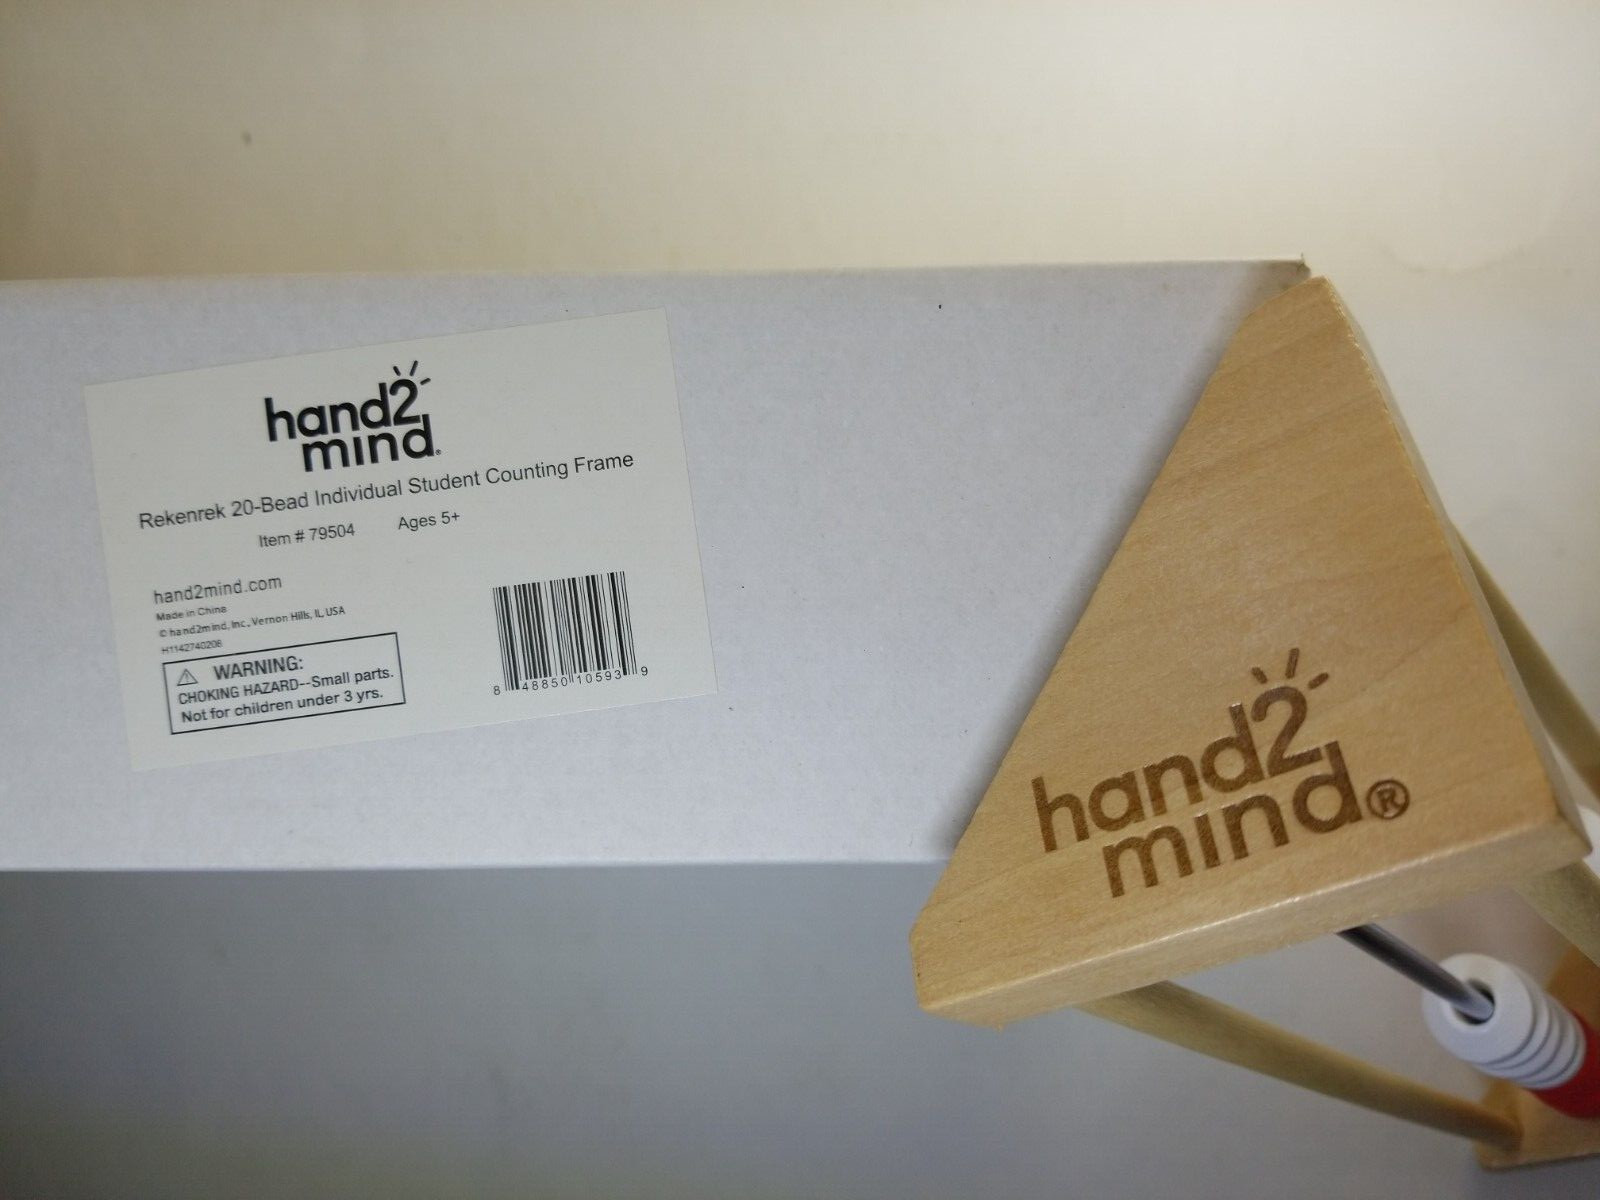 hand2
mind®
Rekenrek 20-Bead Individual Student Counting Frame
Item # 79504 Ages 5+
hand2mind.com
Made in China
© hand2mind, Inc., Vernon Hills, IL, USA
H1142740206
⚠ WARNING:
CHOKING HAZARD--Small parts.
Not for children under 3 yrs.
8 48850 10593 9
hand2
mind®